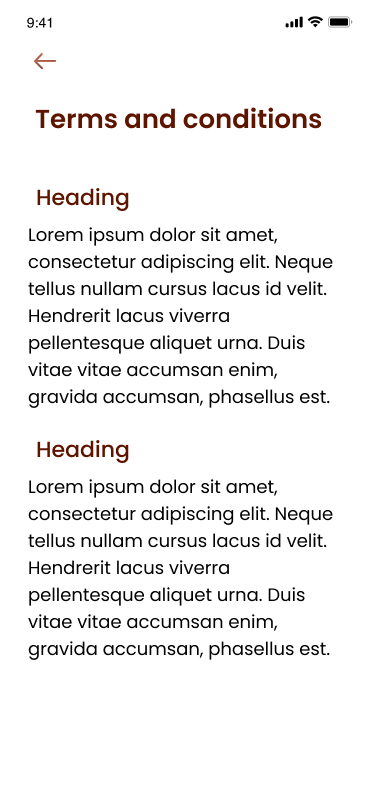 9:41
Terms and conditions
Heading
Lorem ipsum dolor sit amet,
consectetur adipiscing elit. Neque
tellus nullam cursus lacus id velit.
Hendrerit lacus viverra
pellentesque aliquet urna. Duis
vitae vitae accumsan enim,
gravida accumsan, phasellus est.
Heading
Lorem ipsum dolor sit amet,
consectetur adipiscing elit. Neque
tellus nullam cursus lacus id velit.
Hendrerit lacus viverra
pellentesque aliquet urna. Duis
vitae vitae accumsan enim,
gravida accumsan, phasellus est.